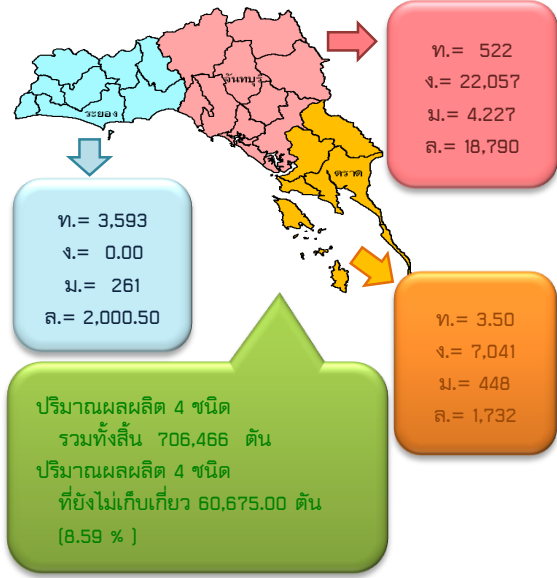 จันทบุรี
ระยอง
ตราด
ท.= 522
ง.= 22,057
ม.= 4.227
ล.= 18,790
ท.= 3,593
ง.= 0.00
ม.= 261
ล.= 2,000.50
ท.= 3.50
ง.= 7,041
ม.= 448
ล.= 1,732
ปริมาณผลผลิต 4 ชนิด
รวมทั้งสิ้น 706,466 ตัน
ปริมาณผลผลิต 4 ชนิด
ที่ยังไม่เก็บเกี่ยว 60,675.00 ตัน
(8.59 % )